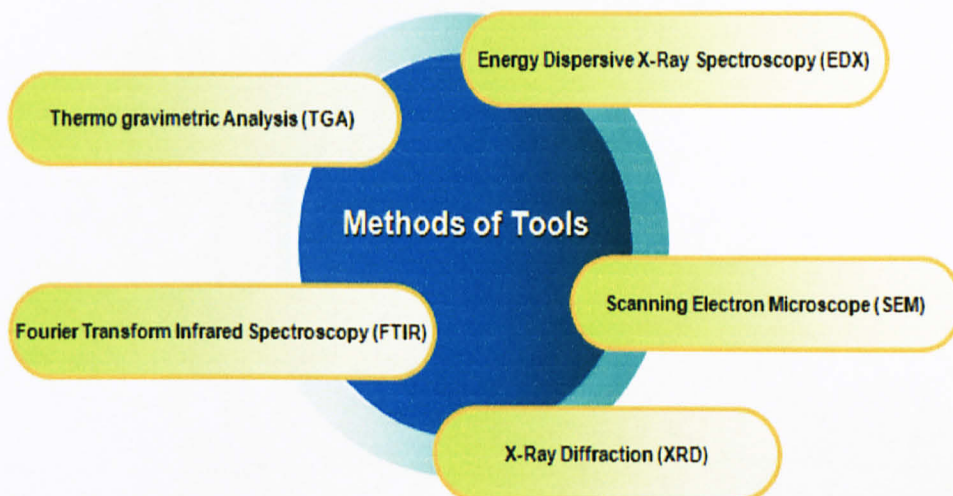 Energy Dispersive X-Ray Spectroscopy (EDX)
Thermo gravimetric Analysis (TGA)
Methods of Tools
Scanning Electron Microscope (SEM)
Fourier Transform Infrared Spectroscopy (FTIR)
X-Ray Diffraction (XRD)